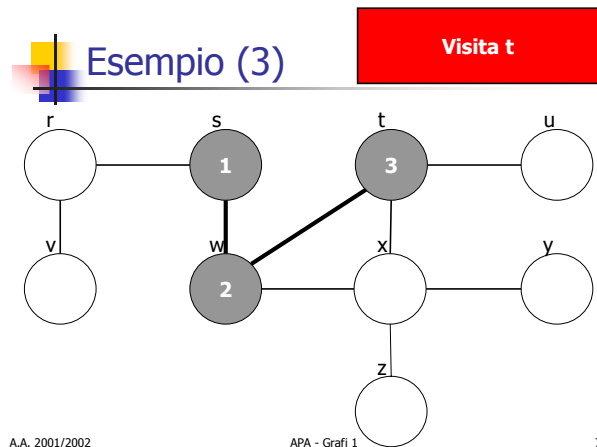 Esempio (3)
Visita t
r s t u
1 3
v w x y
2
z
A.A. 2001/2002 APA - Grafi 1